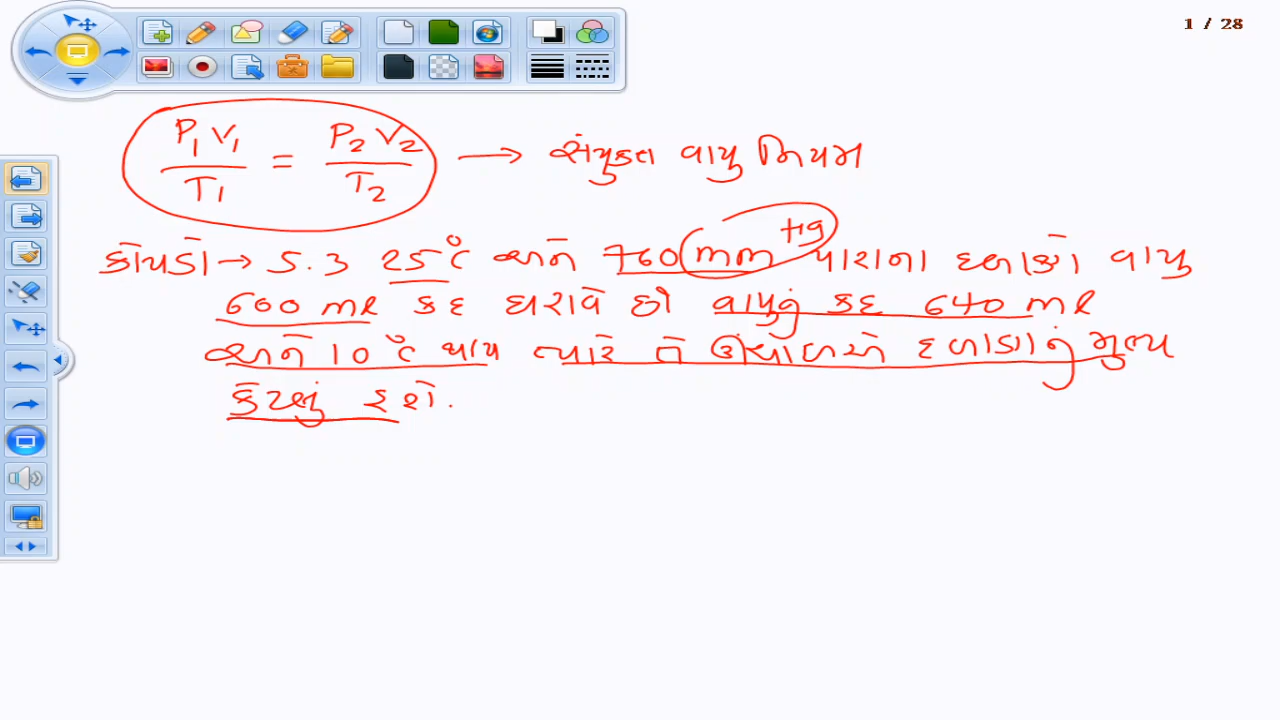 1 / 28
P₁V₁/T₁ = P₂V₂/T₂ → સંયુક્ત વાયુ નિયમ
કોયડો → 5.3 25°C અને 760 mm Hg પારાના દબાણે વાયુ
600 ml કદ ધરાવે છે વાયુનું કદ 640 ml
અને 10°C થાય ત્યારે તે ઊંચાઈએ દબાણનું મુલ્ય
કેટલું હશે.